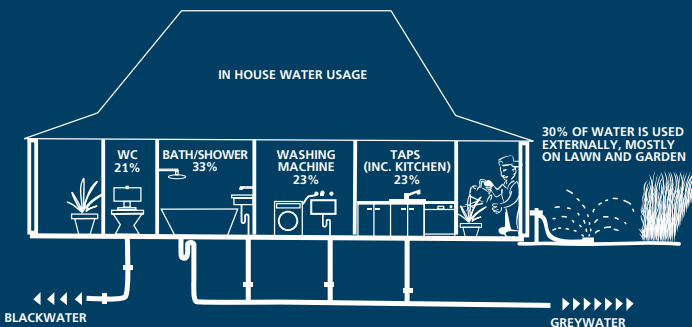 IN HOUSE WATER USAGE
30% OF WATER IS USED
EXTERNALLY, MOSTLY
ON LAWN AND GARDEN
WC
21%
BATH/SHOWER
33%
WASHING
MACHINE
23%
TAPS
(INC. KITCHEN)
23%
BLACKWATER
GREYWATER